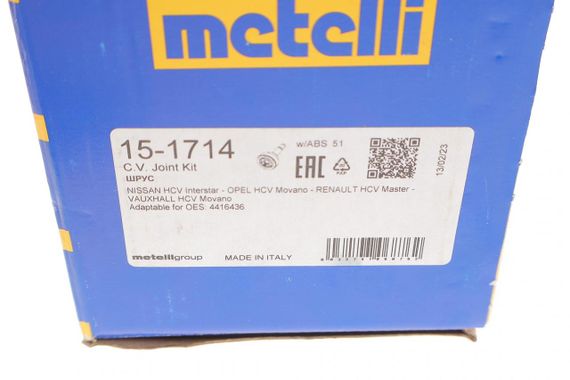 metelli
15-1714
w/ABS 51
C.V. Joint Kit
ШРУС
EAC
PAP
13/02/23
NISSAN HCV Interstar - OPEL HCV Movano - RENAULT HCV Master -
VAUXHALL HCV Movano
Adaptable for OES: 4416436
metelligroup
MADE IN ITALY